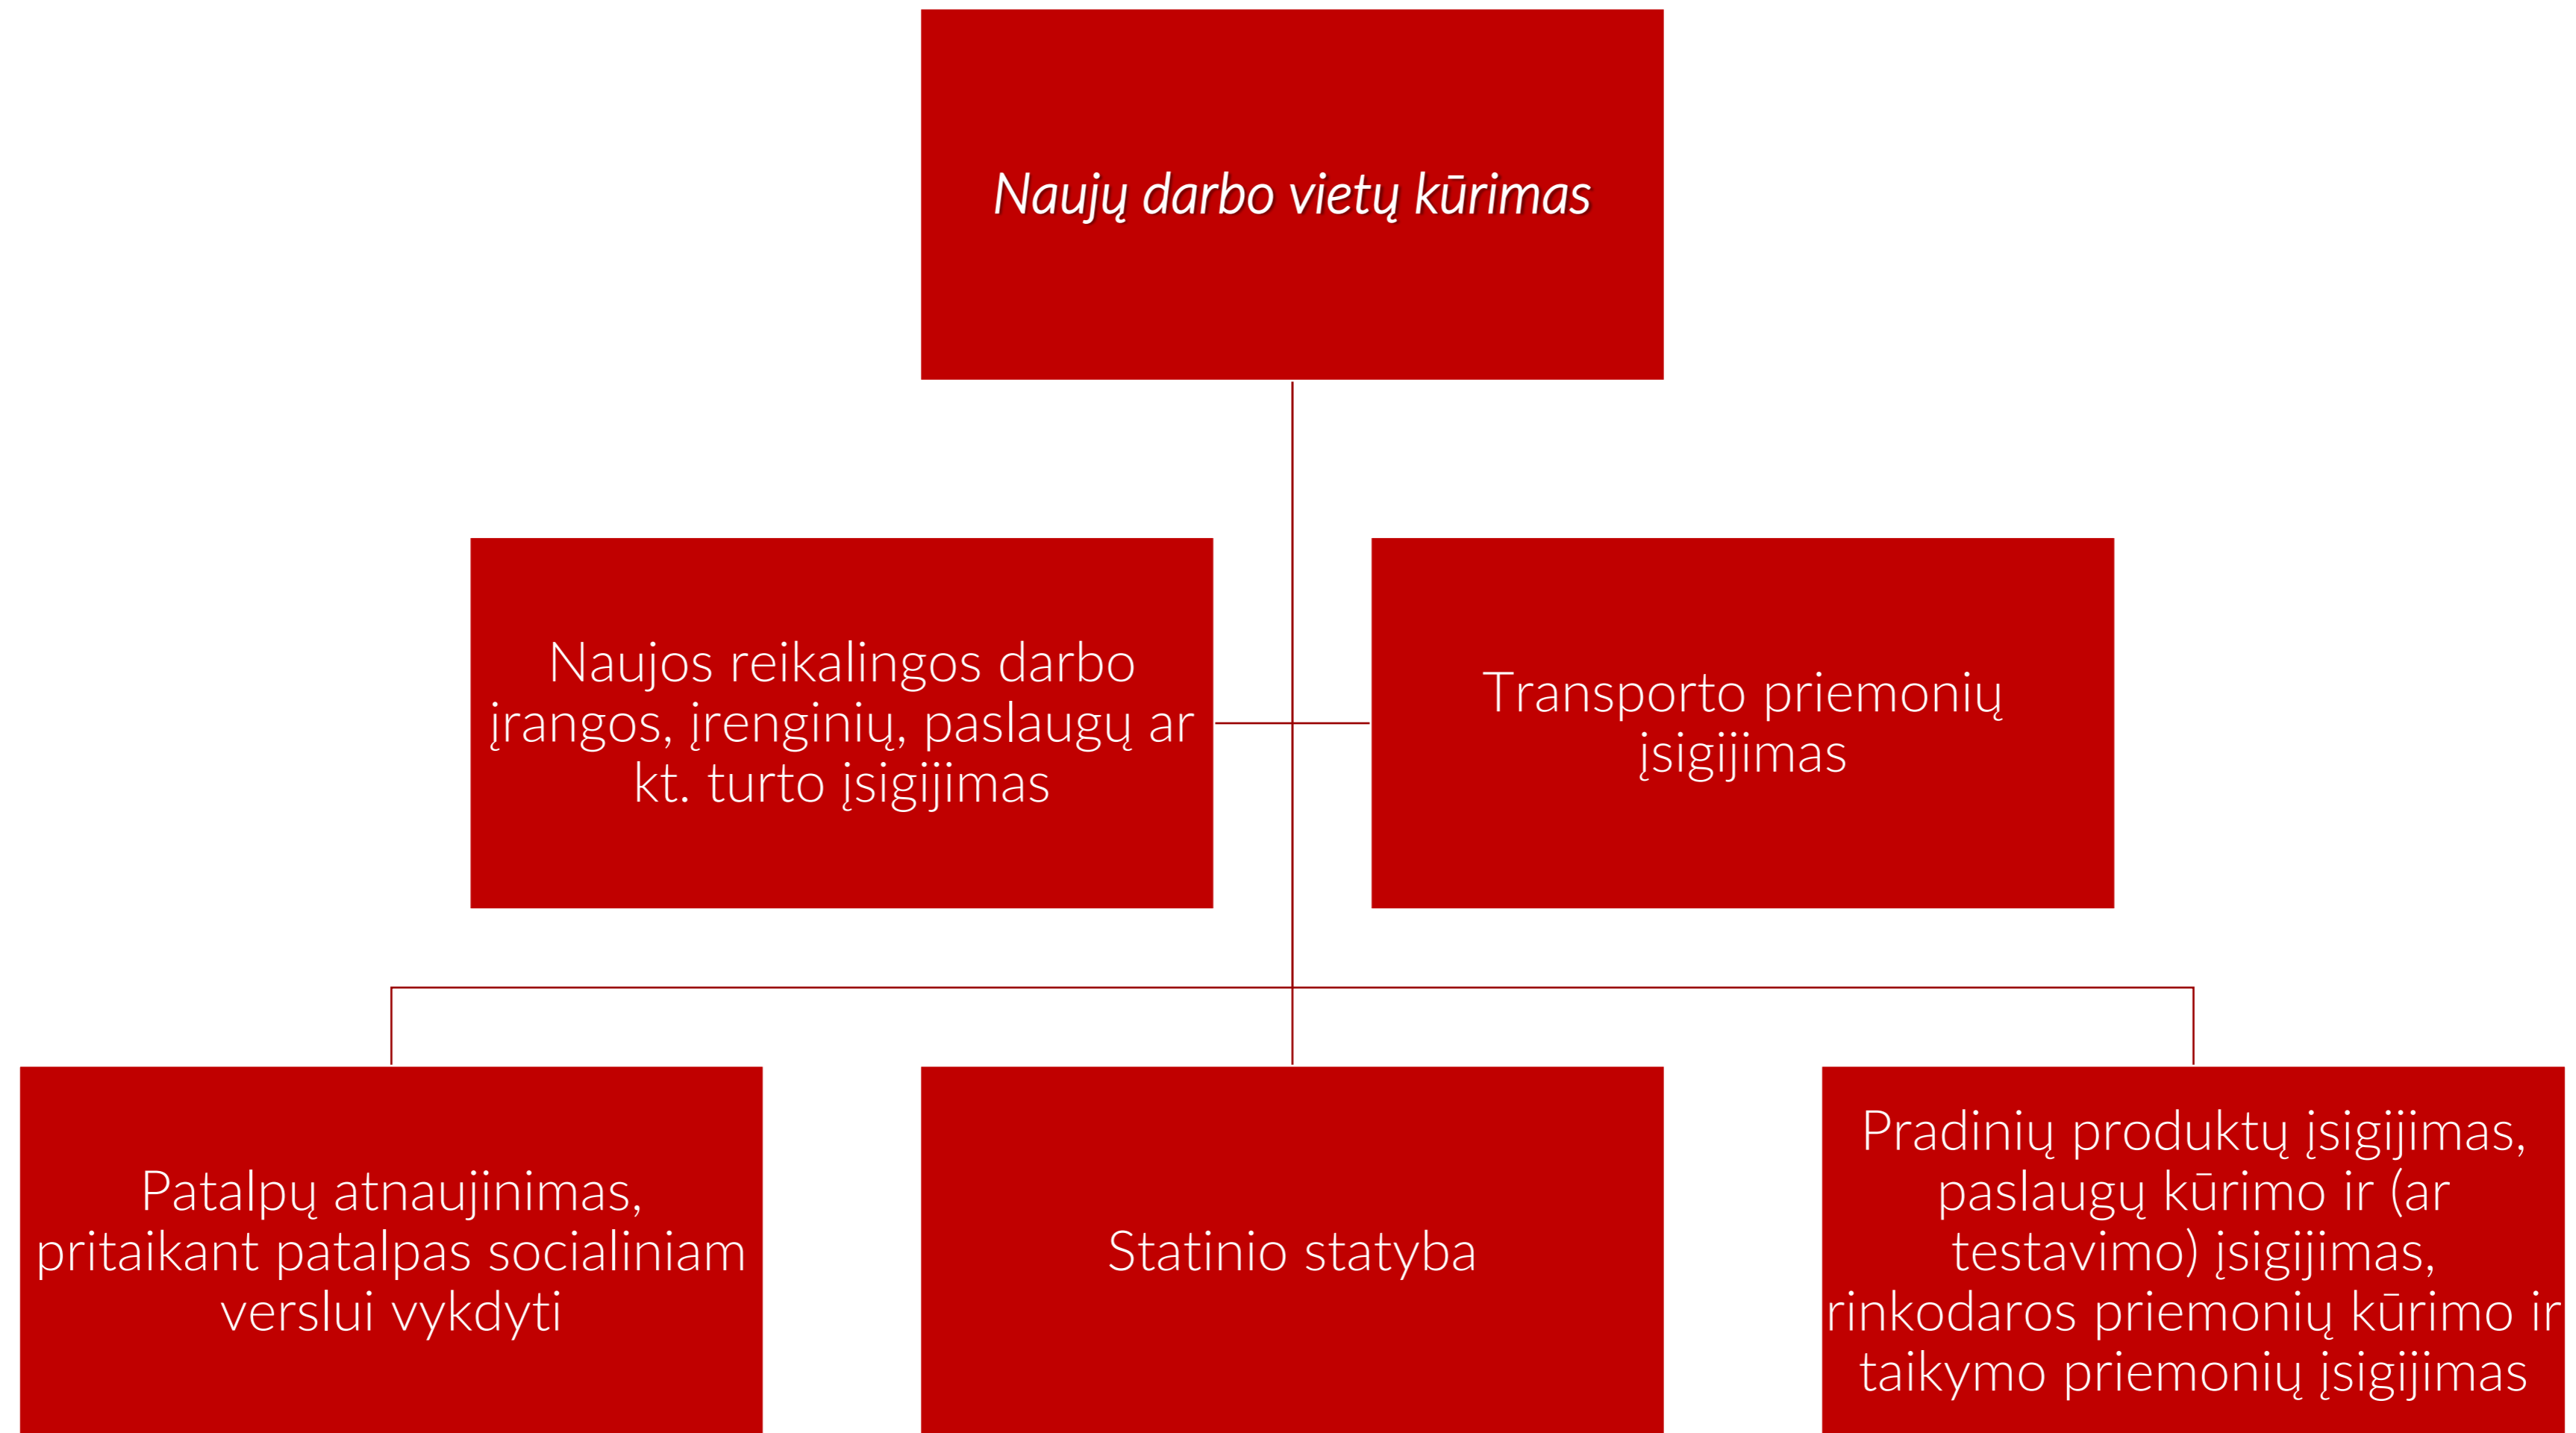 Naujų darbo vietų kūrimas
Naujos reikalingos darbo
įrangos, įrenginių, paslaugų ar
kt. turto įsigijimas
Transporto priemonių
įsigijimas
Patalpų atnaujinimas,
pritaikant patalpas socialiniam
verslui vykdyti
Statinio statyba
Pradinių produktų įsigijimas,
paslaugų kūrimo ir (ar
testavimo) įsigijimas,
rinkodaros priemonių kūrimo ir
taikymo priemonių įsigijimas